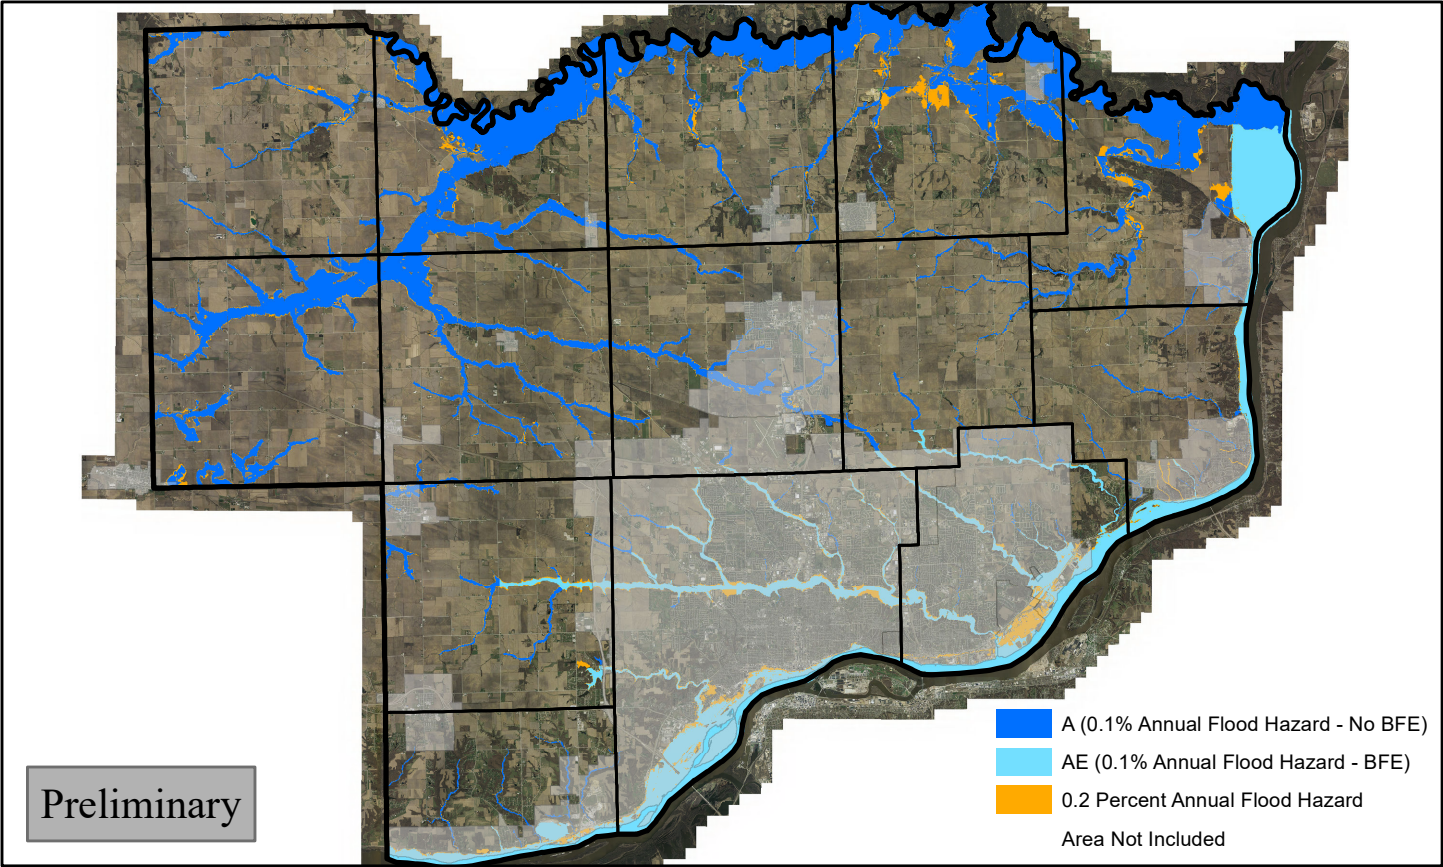 A (0.1% Annual Flood Hazard - No BFE)
AE (0.1% Annual Flood Hazard - BFE)
0.2 Percent Annual Flood Hazard
Area Not Included
Preliminary